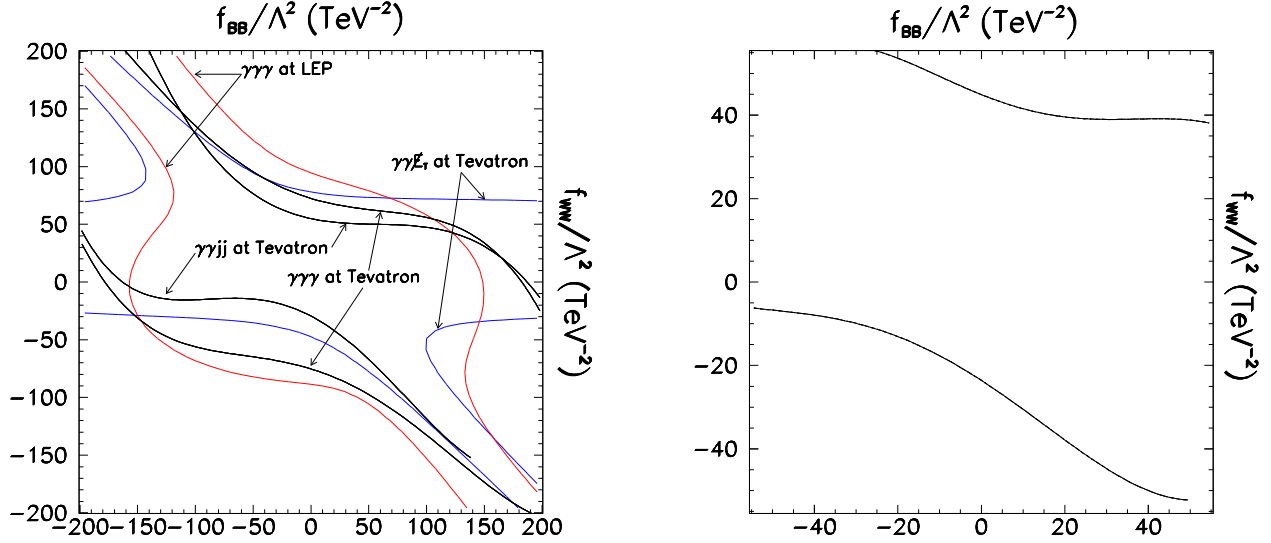 f_BB/Λ² (TeV⁻²)
200
150
100
50
0
−50
−100
−150
−200
γγγ at LEP
γγE̸_T at Tevatron
γγjj at Tevatron
γγγ at Tevatron
−200 −150 −100 −50 0 50 100 150 200
f_WW/Λ² (TeV⁻²)
f_BB/Λ² (TeV⁻²)
40
20
0
−20
−40
−40 −20 0 20 40
f_WW/Λ² (TeV⁻²)